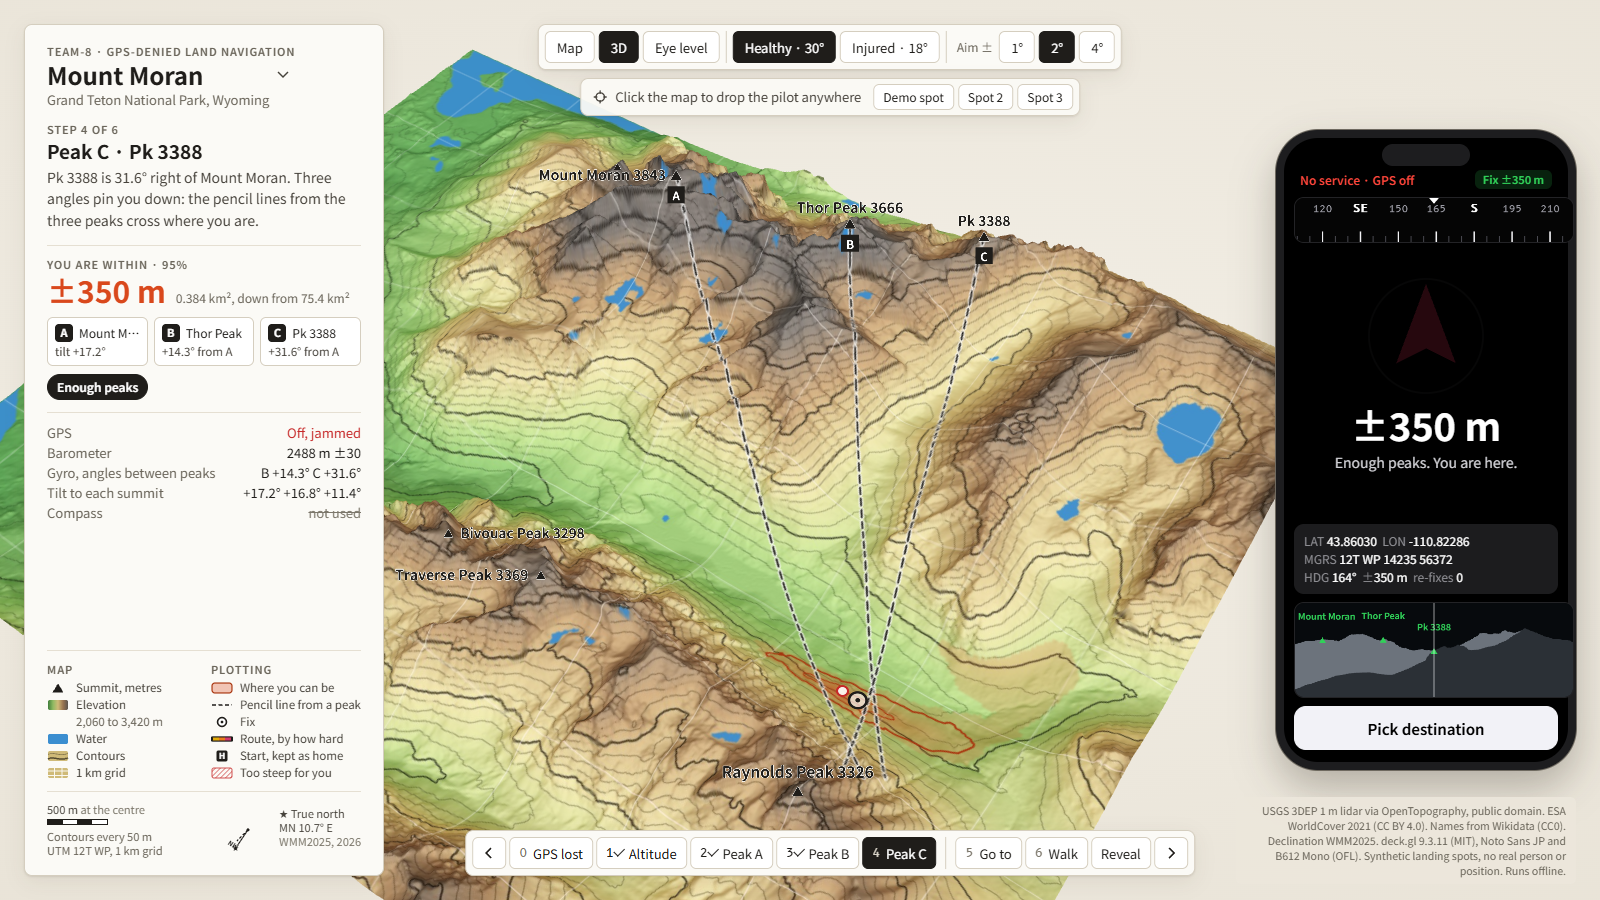 TEAM-8 · GPS-DENIED LAND NAVIGATION
Mount Moran
Grand Teton National Park, Wyoming
STEP 4 OF 6
Peak C · Pk 3388
Pk 3388 is 31.6° right of Mount Moran. Three
angles pin you down: the pencil lines from the
three peaks cross where you are.
YOU ARE WITHIN · 95%
±350 m 0.384 km², down from 75.4 km²
A Mount M···
tilt +17.2°
B Thor Peak
+14.3° from A
C Pk 3388
+31.6° from A
Enough peaks
GPS Off, jammed
Barometer 2488 m ±30
Gyro, angles between peaks B +14.3° C +31.6°
Tilt to each summit +17.2° +16.8° +11.4°
Compass not used
MAP
Summit, metres
Elevation
2,060 to 3,420 m
Water
Contours
1 km grid
PLOTTING
Where you can be
Pencil line from a peak
Fix
Route, by how hard
H Start, kept as home
Too steep for you
500 m at the centre
Contours every 50 m
UTM 12T WP, 1 km grid
N
★ True north
MN 10.7° E
WMM2025, 2026
Map 3D Eye level Healthy · 30° Injured · 18° Aim ± 1° 2° 4°
Click the map to drop the pilot anywhere Demo spot Spot 2 Spot 3
Mount Moran 3843
A
Thor Peak 3666
B
Pk 3388
C
Bivouac Peak 3298
Traverse Peak 3369
Raynolds Peak 3326
0 GPS lost 1✓ Altitude 2✓ Peak A 3✓ Peak B 4 Peak C 5 Go to 6 Walk Reveal
No service · GPS off Fix ±350 m
120 SE 150 165 S 195 210
±350 m
Enough peaks. You are here.
LAT 43.86030 LON -110.82286
MGRS 12T WP 14235 56372
HDG 164° ±350 m re-fixes 0
Mount Moran Thor Peak
Pk 3388
Pick destination
USGS 3DEP 1 m lidar via OpenTopography, public domain. ESA
WorldCover 2021 (CC BY 4.0). Names from Wikidata (CC0).
Declination WMM2025. deck.gl 9.3.11 (MIT), Noto Sans JP and
B612 Mono (OFL). Synthetic landing spots, no real person or
position. Runs offline.